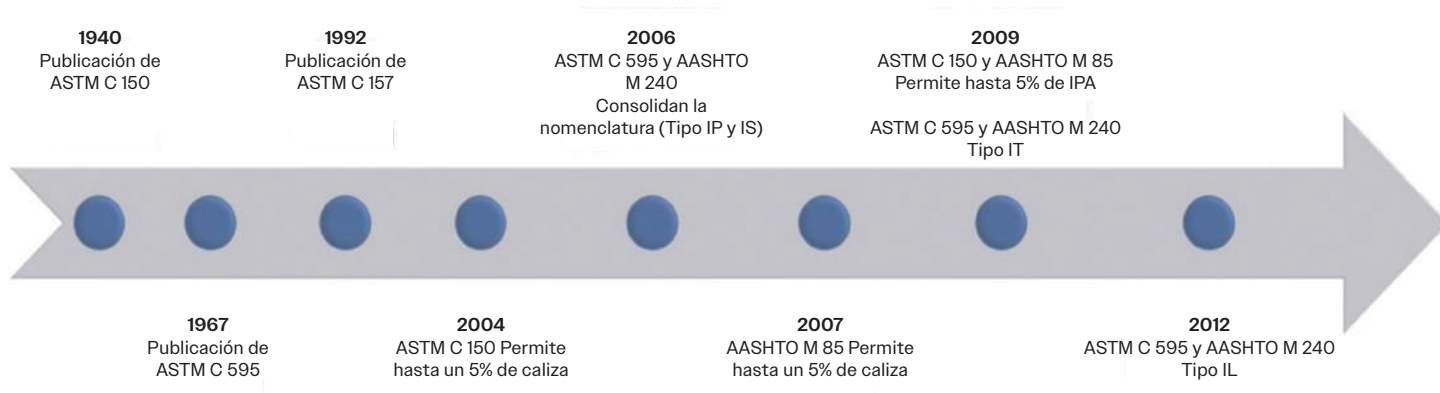 1940
Publicación de
ASTM C 150
1992
Publicación de
ASTM C 157
2006
ASTM C 595 y AASHTO
M 240
Consolidan la
nomenclatura (Tipo IP y IS)
2009
ASTM C 150 y AASHTO M 85
Permite hasta 5% de IPA
ASTM C 595 y AASHTO M 240
Tipo IT
1967
Publicación de
ASTM C 595
2004
ASTM C 150 Permite
hasta un 5% de caliza
2007
AASHTO M 85 Permite
hasta un 5% de caliza
2012
ASTM C 595 y AASHTO M 240
Tipo IL